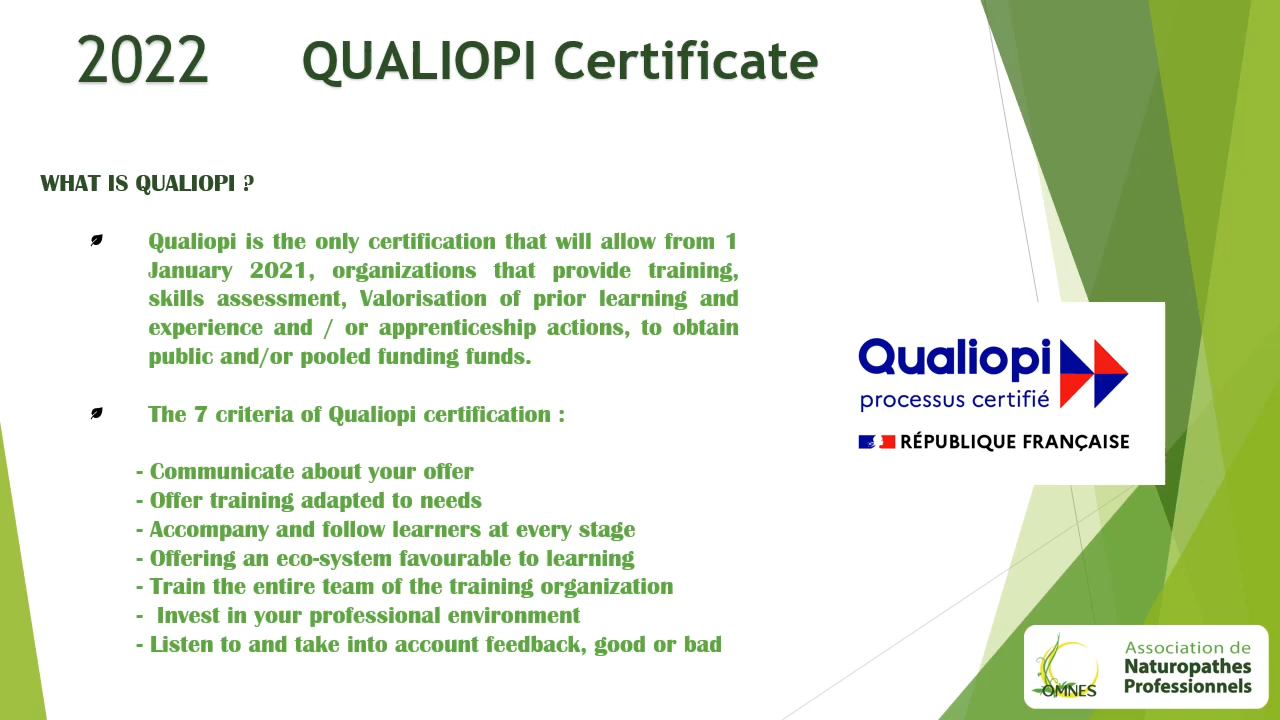 2022 QUALIOPI Certificate
WHAT IS QUALIOPI ?
Qualiopi is the only certification that will allow from 1
January 2021, organizations that provide training,
skills assessment, Valorisation of prior learning and
experience and / or apprenticeship actions, to obtain
public and/or pooled funding funds.
The 7 criteria of Qualiopi certification :
- Communicate about your offer
- Offer training adapted to needs
- Accompany and follow learners at every stage
- Offering an eco-system favourable to learning
- Train the entire team of the training organization
- Invest in your professional environment
- Listen to and take into account feedback, good or bad
Qualiopi
processus certifié
RÉPUBLIQUE FRANÇAISE
OMNES
Association de
Naturopathes
Professionnels